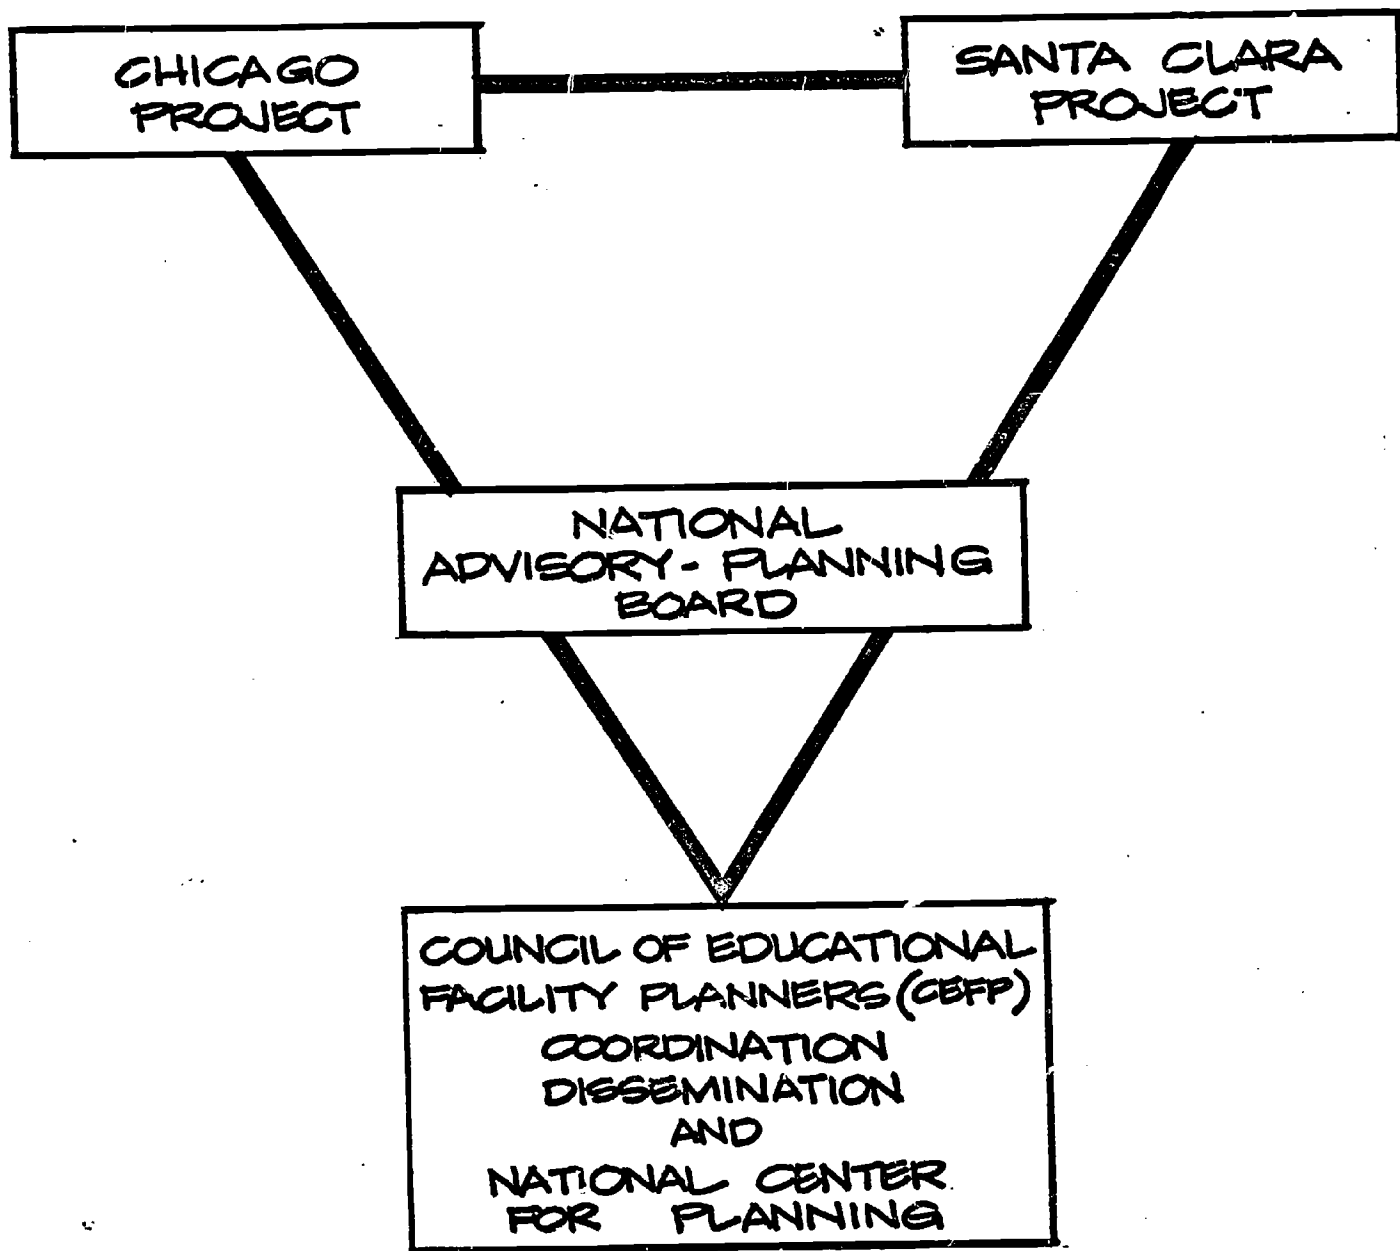 CHICAGO
PROJECT
SANTA CLARA
PROJECT
NATIONAL
ADVISORY - PLANNING
BOARD
COUNCIL OF EDUCATIONAL
FACILITY PLANNERS (CEFP)
COORDINATION
DISSEMINATION
AND
NATIONAL CENTER
FOR PLANNING